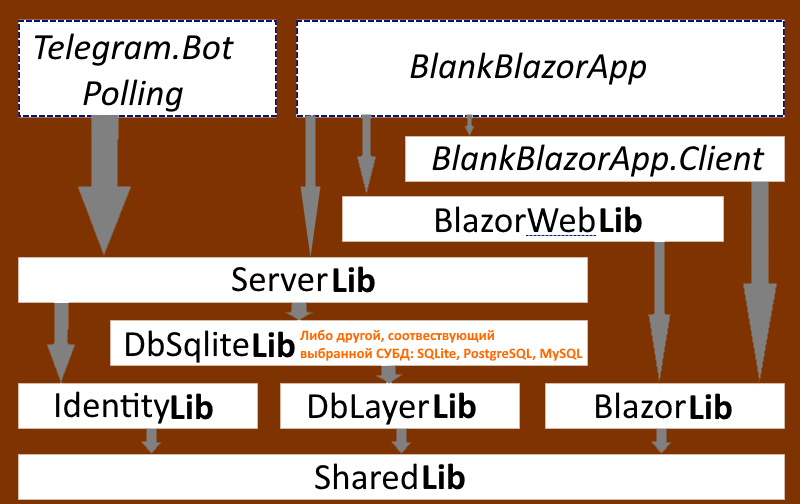 Telegram.Bot
Polling
BlankBlazorApp
BlankBlazorApp.Client
BlazorWebLib
ServerLib
DbSqliteLib
Либо другой, соотвествующий
выбранной СУБД: SQLite, PostgreSQL, MySQL
IdentityLib
DbLayerLib
BlazorLib
SharedLib